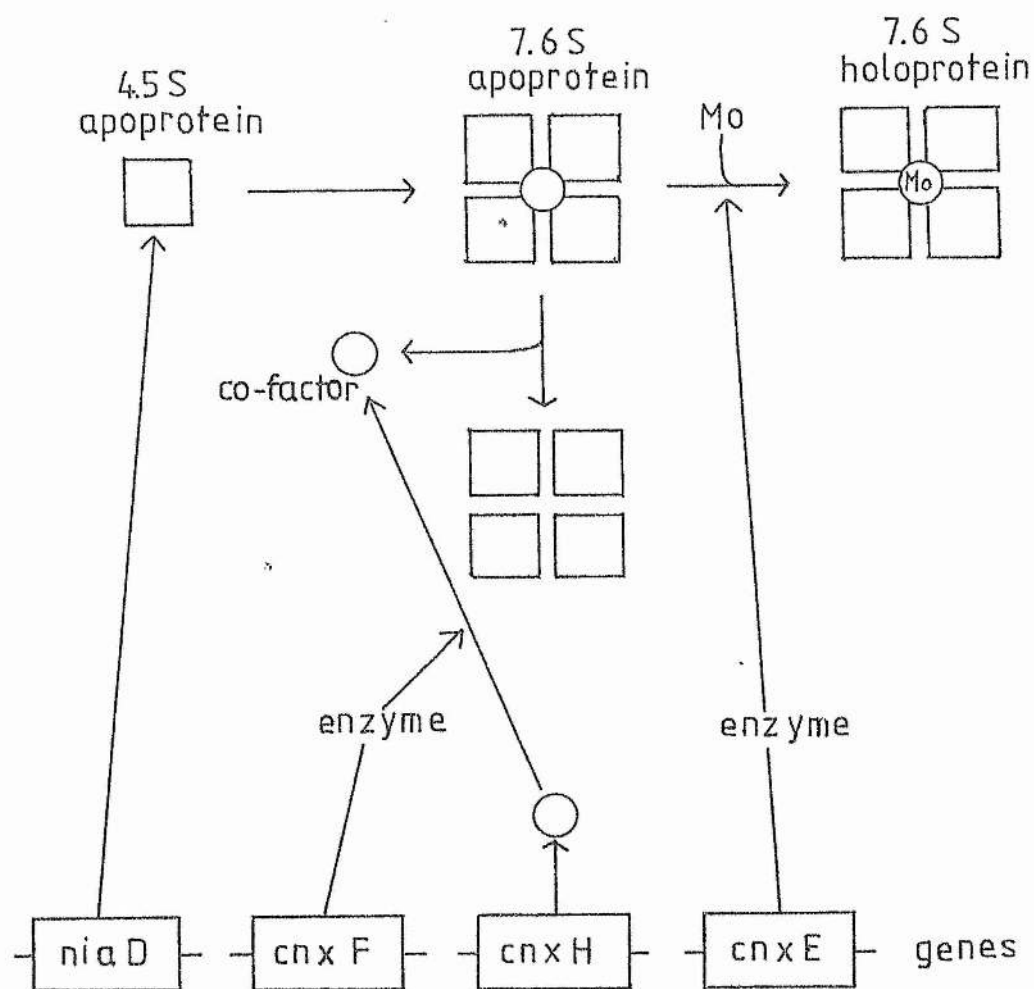 4.5 S
apoprotein
7.6 S
apoprotein
7.6 S
holoprotein
Mo
Mo
co-factor
enzyme
enzyme
niaD
cnx F
cnx H
cnx E
genes